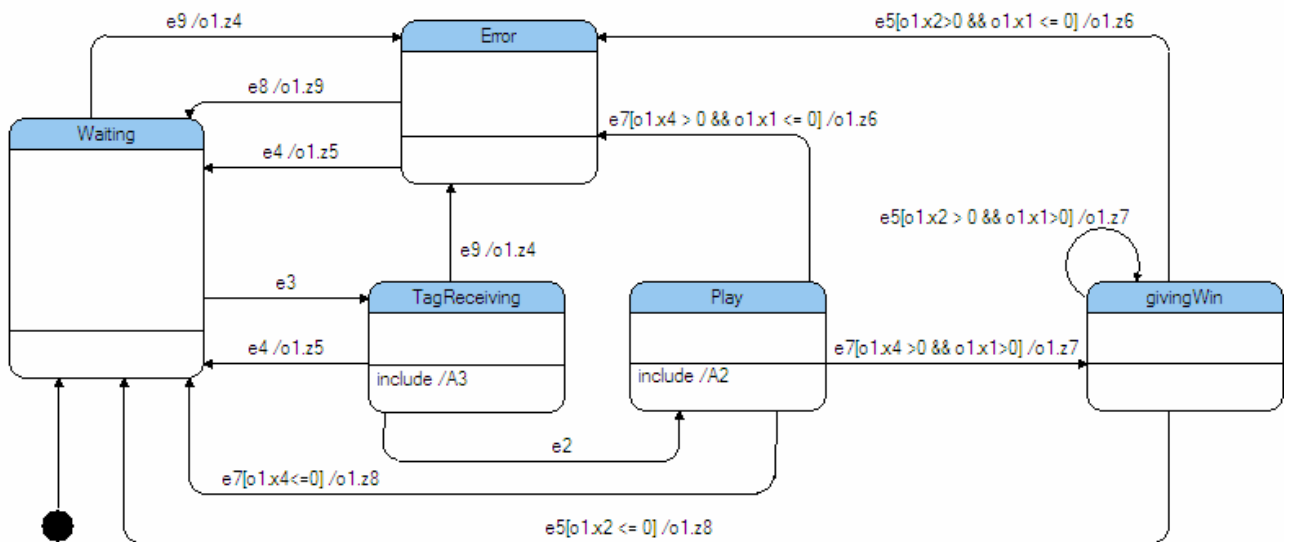 e9 /o1.z4
Error
e5[o1.x2>0 && o1.x1 <= 0] /o1.z6
e8 /o1.z9
Waiting
e7[o1.x4 > 0 && o1.x1 <= 0] /o1.z6
e4 /o1.z5
e5[o1.x2 > 0 && o1.x1>0] /o1.z7
e9 /o1.z4
e3
TagReceiving
Play
givingWin
e4 /o1.z5
e7[o1.x4 >0 && o1.x1>0] /o1.z7
include /A3
include /A2
e2
e7[o1.x4<=0] /o1.z8
e5[o1.x2 <= 0] /o1.z8